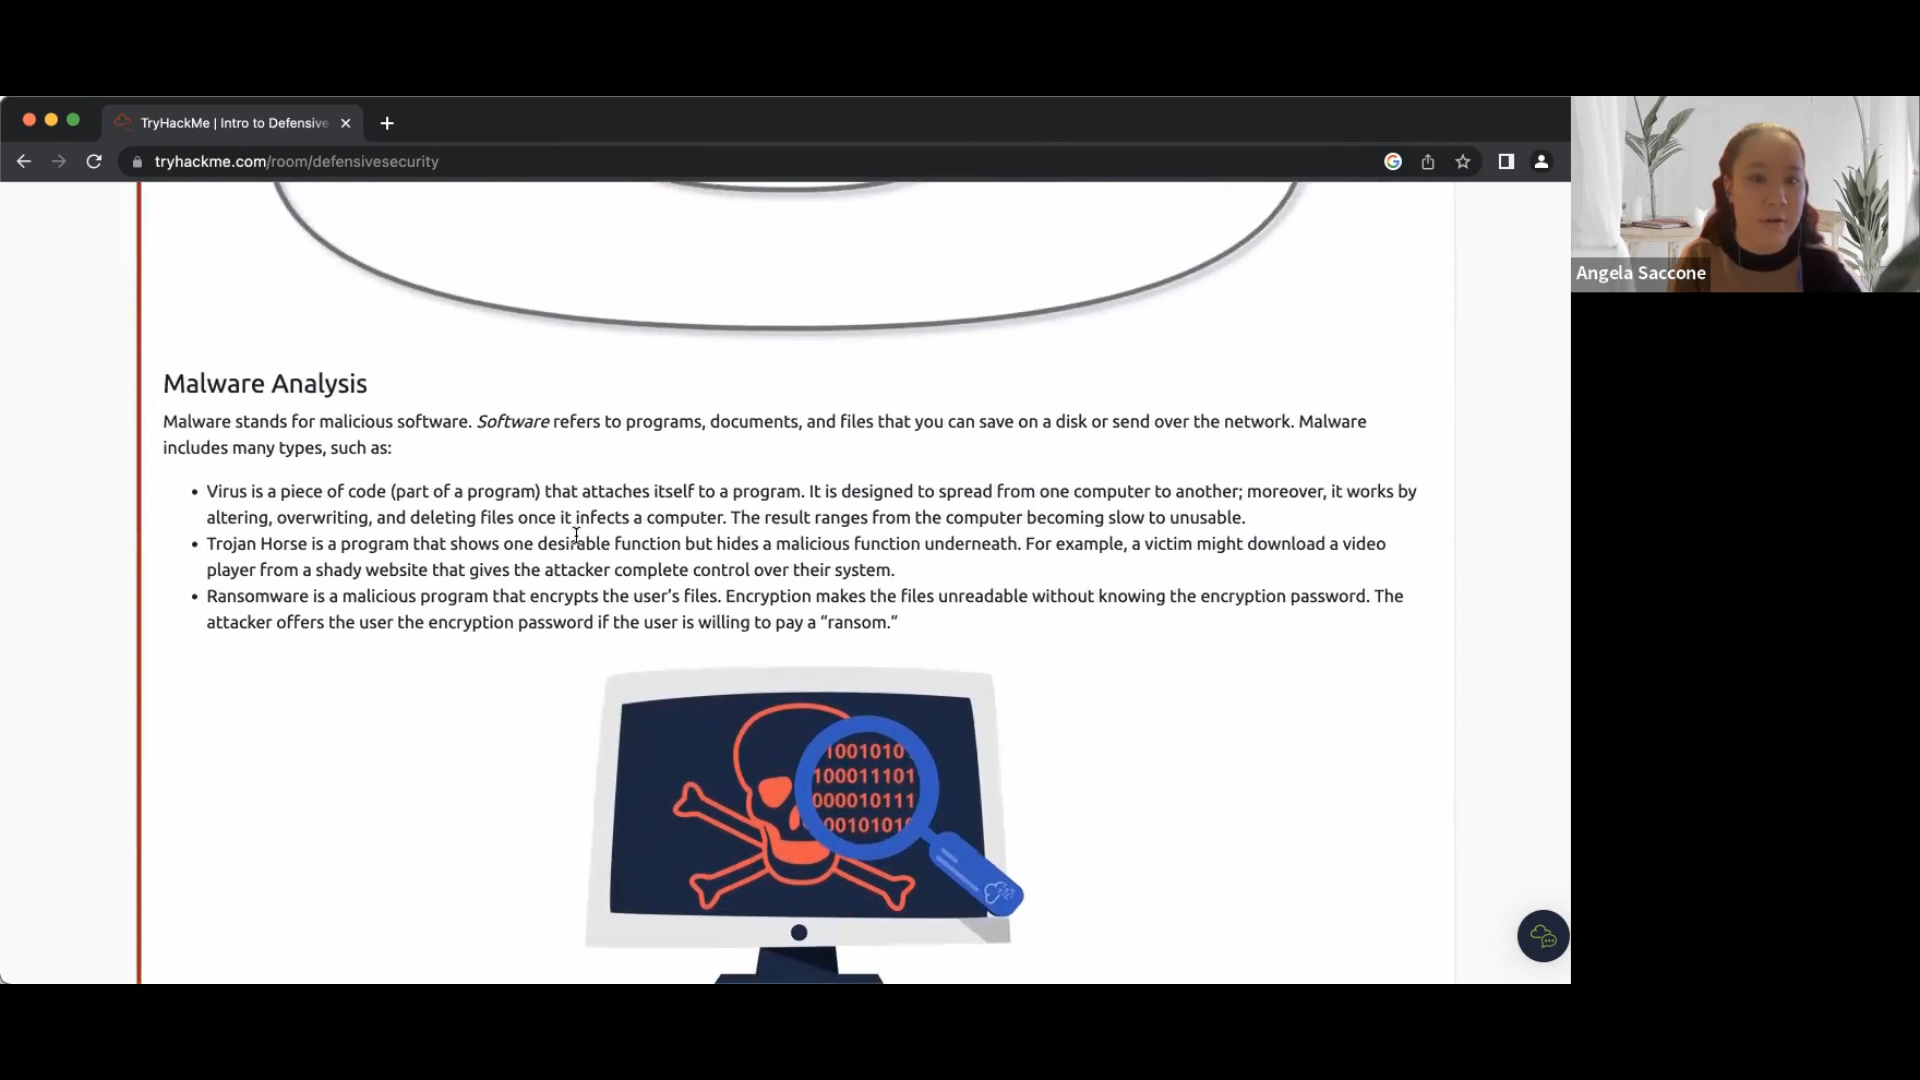 TryHackMe | Intro to Defensive
tryhackme.com/room/defensivesecurity
Angela Saccone
Malware Analysis
Malware stands for malicious software. Software refers to programs, documents, and files that you can save on a disk or send over the network. Malware
includes many types, such as:
• Virus is a piece of code (part of a program) that attaches itself to a program. It is designed to spread from one computer to another; moreover, it works by
altering, overwriting, and deleting files once it infects a computer. The result ranges from the computer becoming slow to unusable.
• Trojan Horse is a program that shows one desirable function but hides a malicious function underneath. For example, a victim might download a video
player from a shady website that gives the attacker complete control over their system.
• Ransomware is a malicious program that encrypts the user’s files. Encryption makes the files unreadable without knowing the encryption password. The
attacker offers the user the encryption password if the user is willing to pay a “ransom.”
1001010
100011101
000010111
00101010